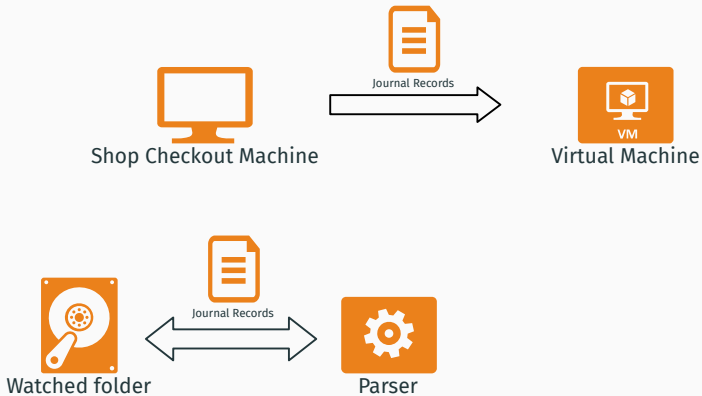 Journal Records
VM
Shop Checkout Machine
Virtual Machine
Journal Records
Watched folder
Parser